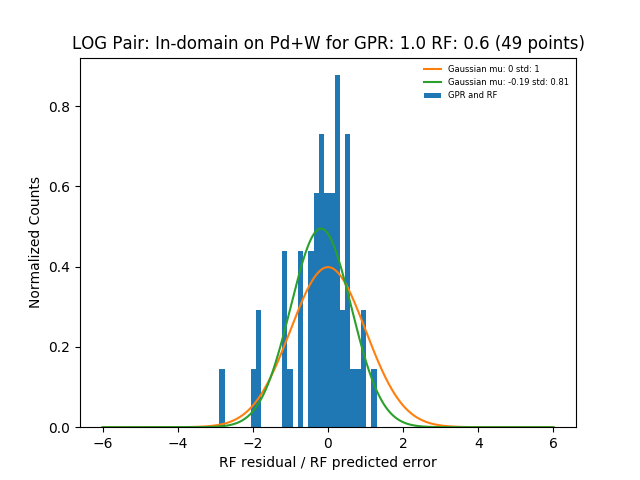 LOG Pair: In-domain on Pd+W for GPR: 1.0 RF: 0.6 (49 points)
Gaussian mu: 0 std: 1
Gaussian mu: -0.19 std: 0.81
GPR and RF
Normalized Counts
0.8
0.6
0.4
0.2
0.0
−6 −4 −2 0 2 4 6
RF residual / RF predicted error